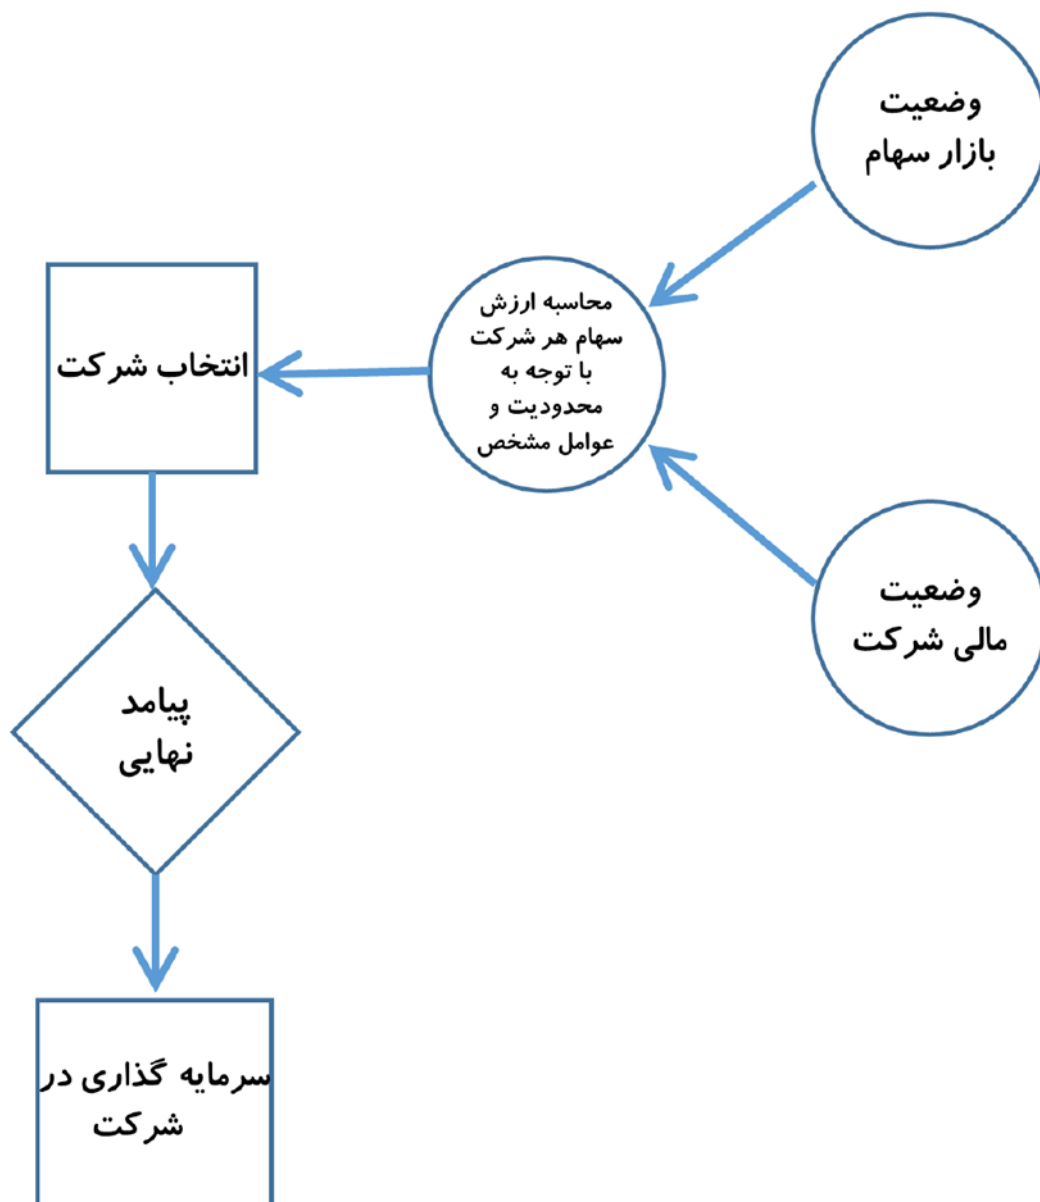 وضعیت
بازار سهام
محاسبه ارزش
سهام هر شرکت
با توجه به
محدودیت و
عوامل مشخص
انتخاب شرکت
وضعیت
مالی شرکت
پیامد
نهایی
سرمایه گذاری در
شرکت